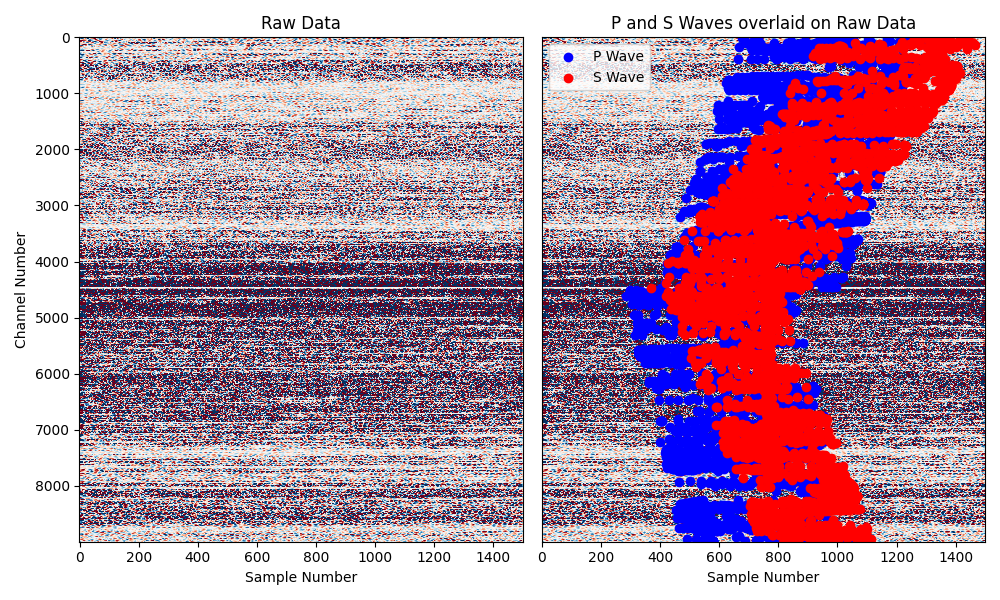 Raw Data
P and S Waves overlaid on Raw Data
P Wave
S Wave
Channel Number
0
1000
2000
3000
4000
5000
6000
7000
8000
0 200 400 600 800 1000 1200 1400
0 200 400 600 800 1000 1200 1400
Sample Number
Sample Number